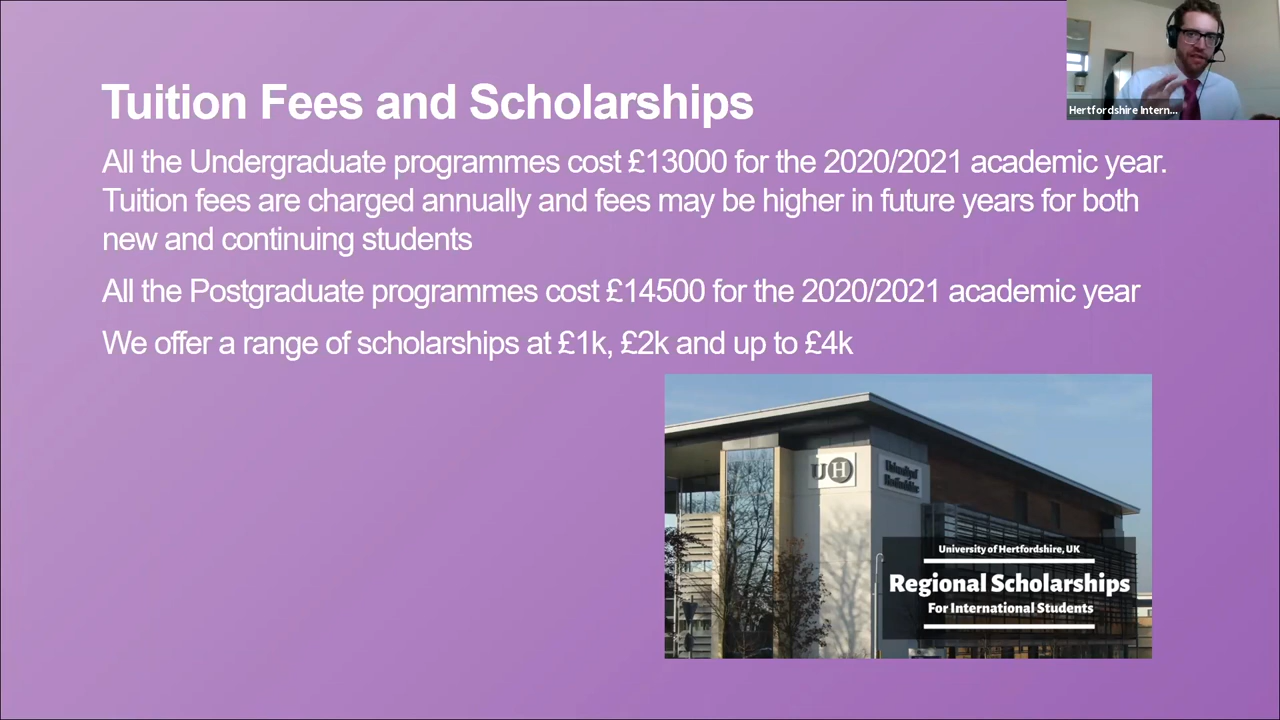 Tuition Fees and Scholarships
Hertfordshire Intern...
All the Undergraduate programmes cost £13000 for the 2020/2021 academic year.
Tuition fees are charged annually and fees may be higher in future years for both
new and continuing students
All the Postgraduate programmes cost £14500 for the 2020/2021 academic year
We offer a range of scholarships at £1k, £2k and up to £4k
UH
University of
Hertfordshire
University of Hertfordshire, UK
Regional Scholarships
For International Students